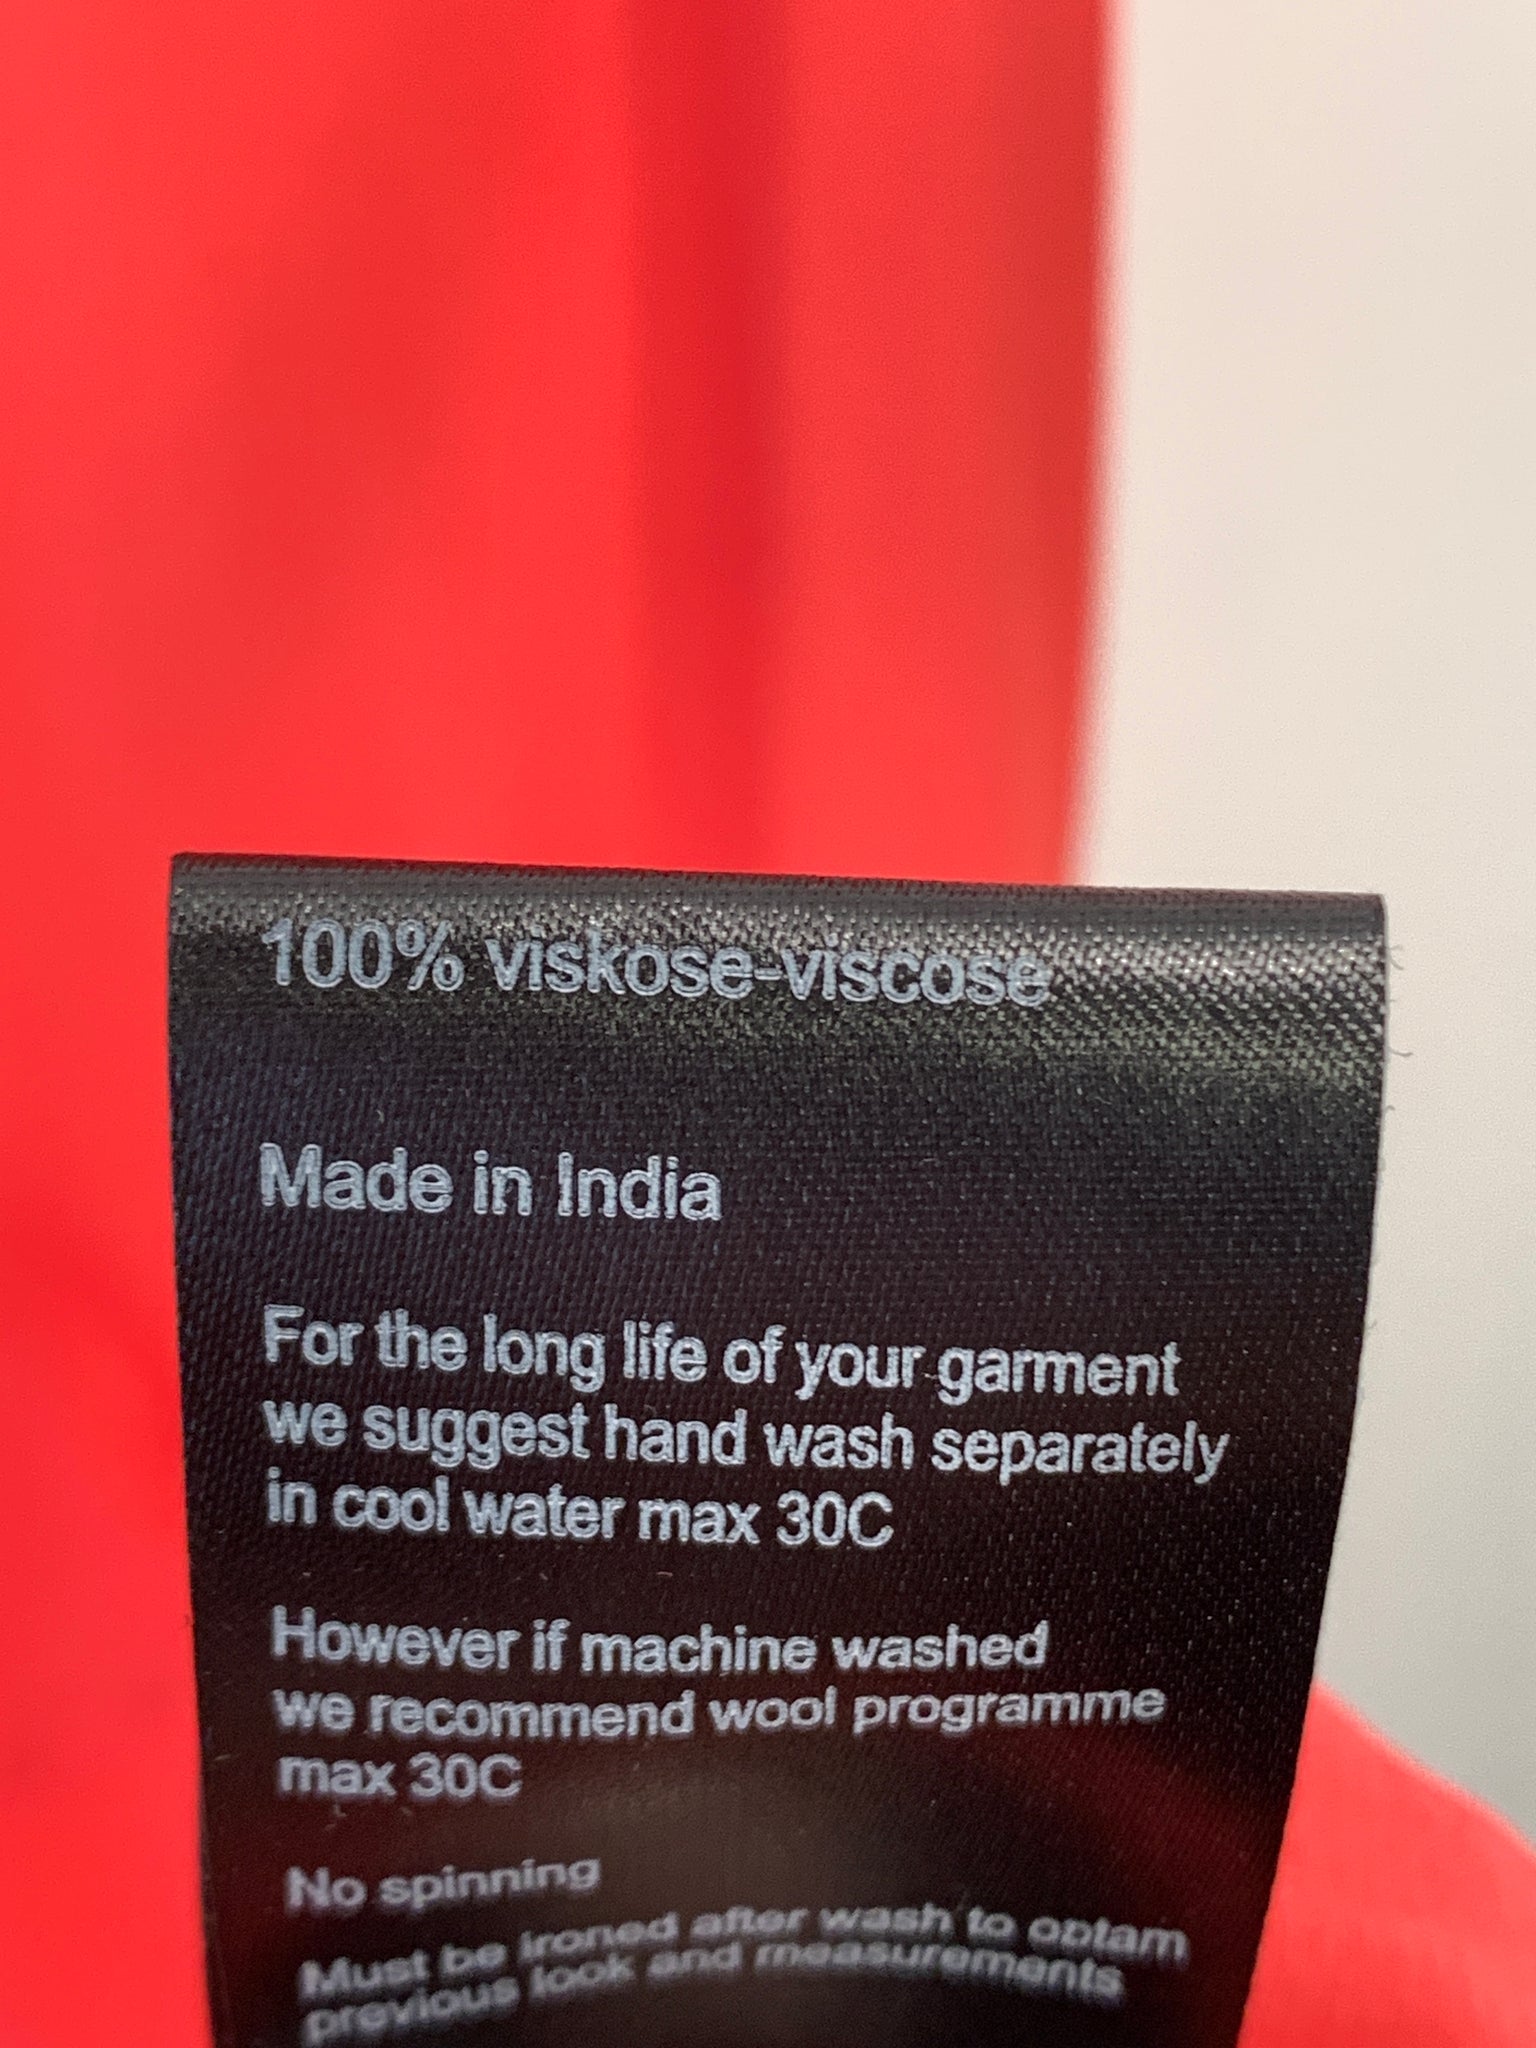 100% viskose-viscose
Made in India
For the long life of your garment
we suggest hand wash separately
in cool water max 30C
However if machine washed
we recommend wool programme
max 30C
No spinning
Must be ironed after wash to obtain
previous look and measurements